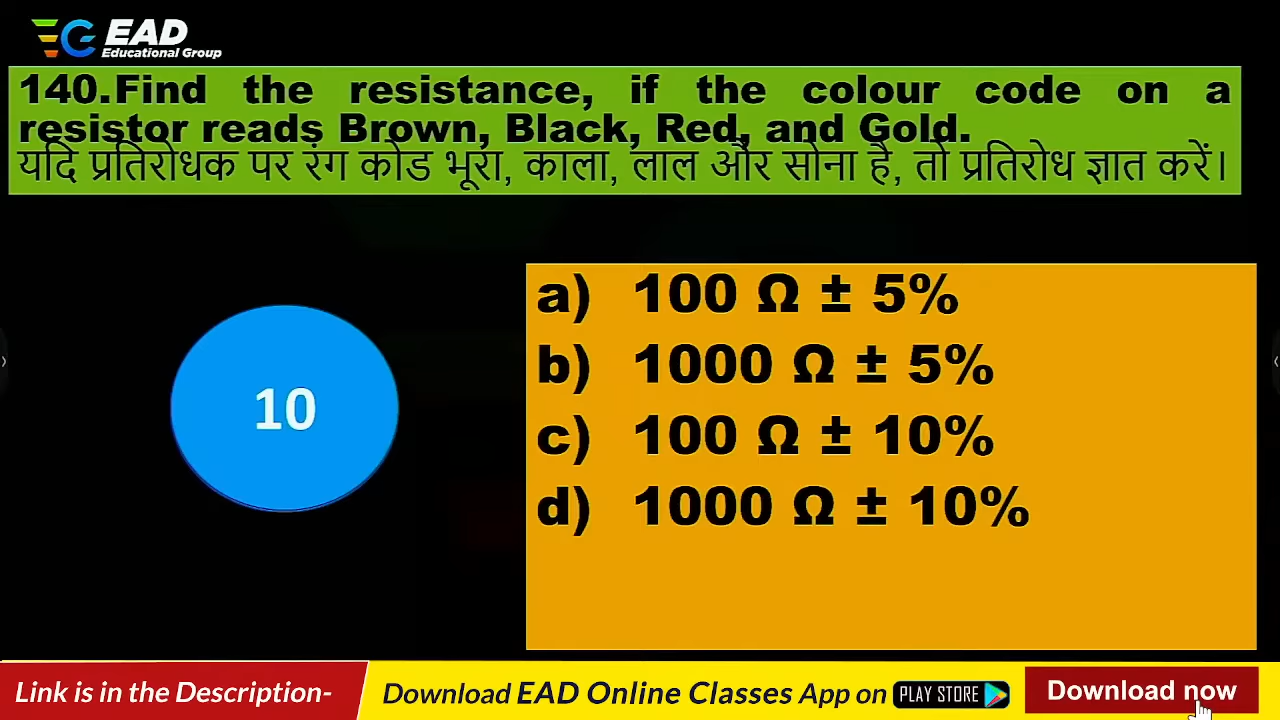 EAD
Educational Group
140.Find the resistance, if the colour code on a
resistor reads Brown, Black, Red, and Gold.
यदि प्रतिरोधक पर रंग कोड भूरा, काला, लाल और सोना है, तो प्रतिरोध ज्ञात करें।
10
a) 100 Ω ± 5%
b) 1000 Ω ± 5%
c) 100 Ω ± 10%
d) 1000 Ω ± 10%
Link is in the Description-
Download EAD Online Classes App on PLAY STORE
Download now